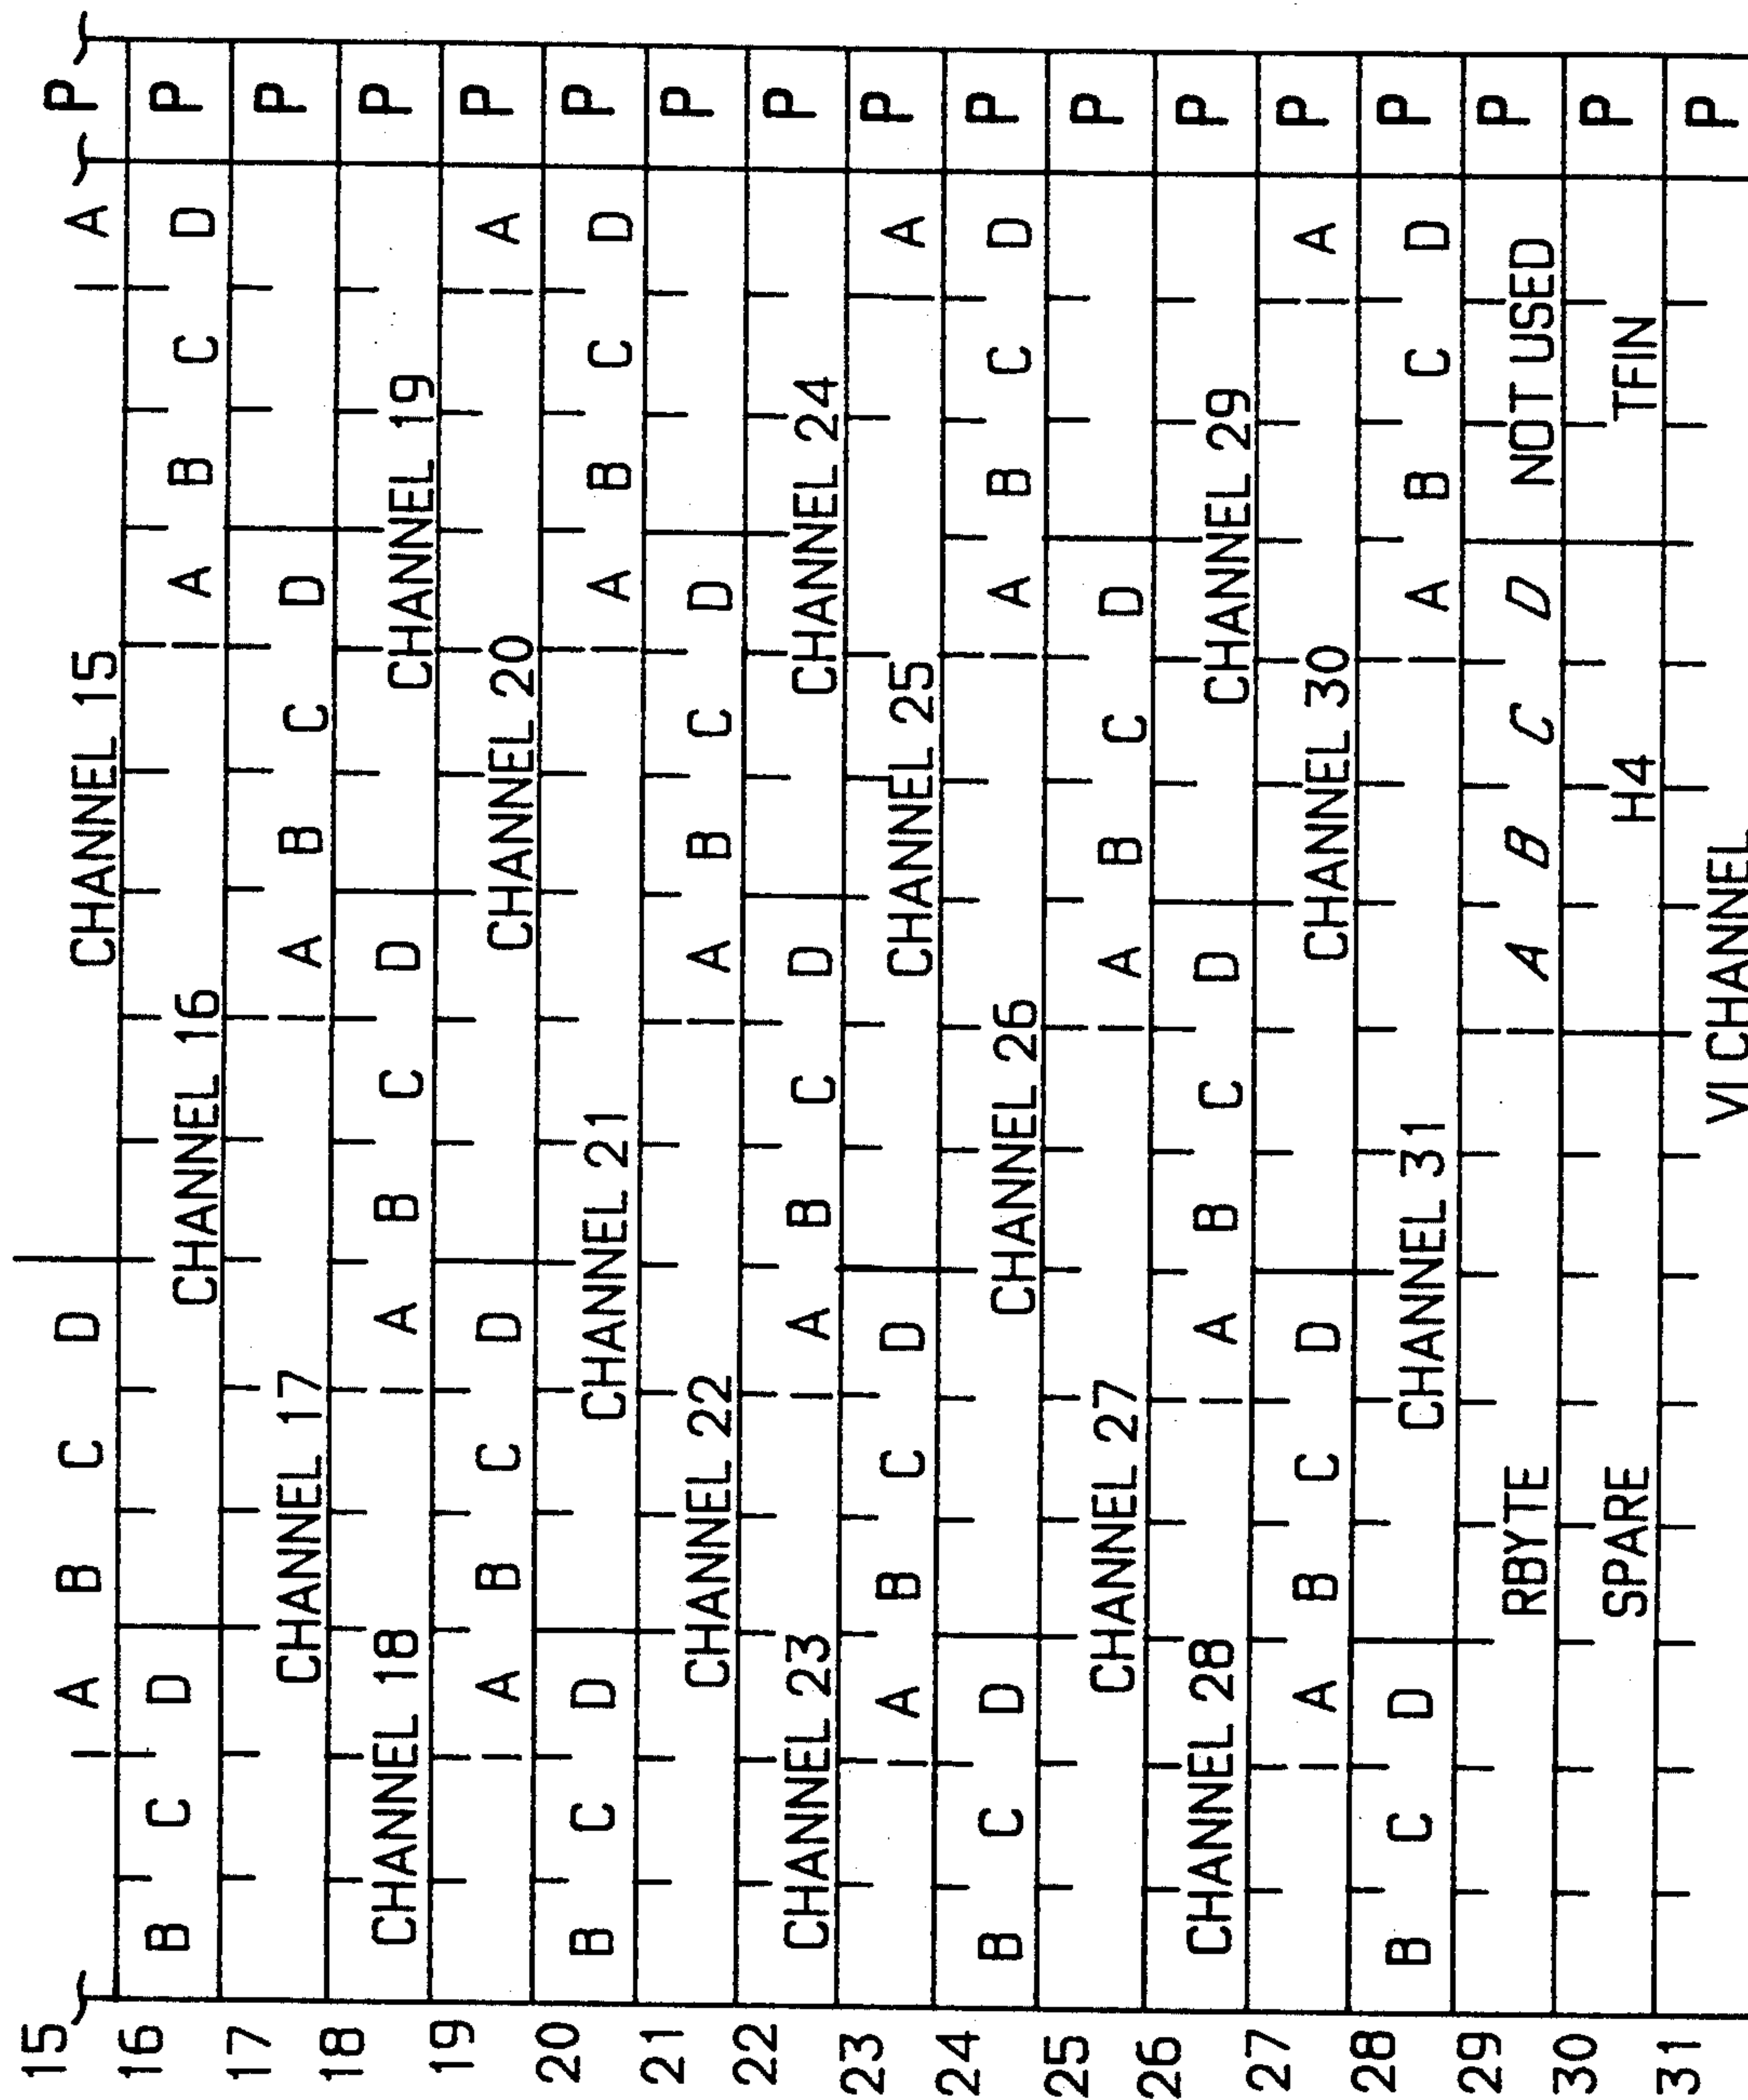 15 A B C D CHANNEL 15 A P
16 B C D CHANNEL 16 A B C D P
17 CHANNEL 17 A B C D P
18 CHANNEL 18 A B C D CHANNEL 19 P
19 A B C D CHANNEL 20 A P
20 B C D CHANNEL 21 A B C D P
21 CHANNEL 22 A B C D P
22 CHANNEL 23 A B C D CHANNEL 24 P
23 A B C D CHANNEL 25 A P
24 B C D CHANNEL 26 A B C D P
25 CHANNEL 27 A B C D P
26 CHANNEL 28 A B C D CHANNEL 29 P
27 A B C D CHANNEL 30 A P
28 B C D CHANNEL 31 A B C D P
29 RBYTE A B C D NOT USED P
30 SPARE H4 TFIN P
31 VI CHANNEL P